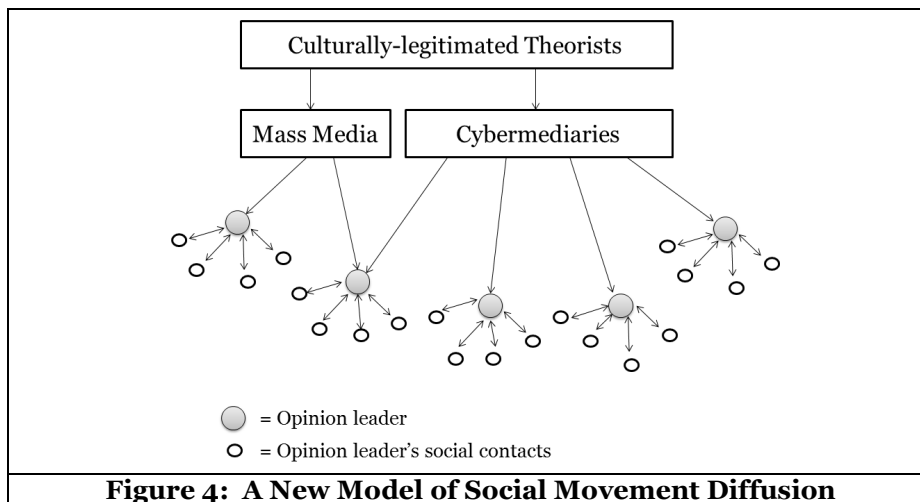 Culturally-legitimated Theorists
Mass Media
Cybermediaries
= Opinion leader
= Opinion leader's social contacts
Figure 4: A New Model of Social Movement Diffusion